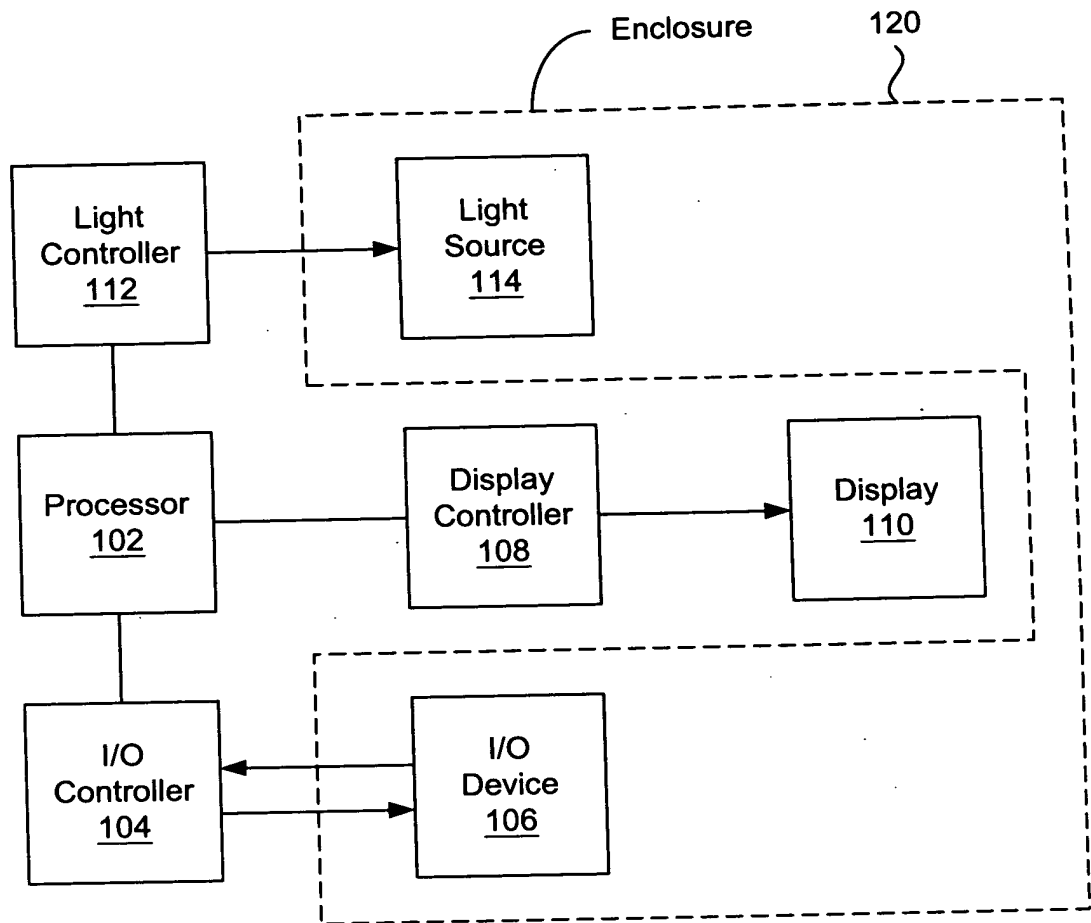 Enclosure
120
Light
Controller
112
Light
Source
114
Processor
102
Display
Controller
108
Display
110
I/O
Controller
104
I/O
Device
106